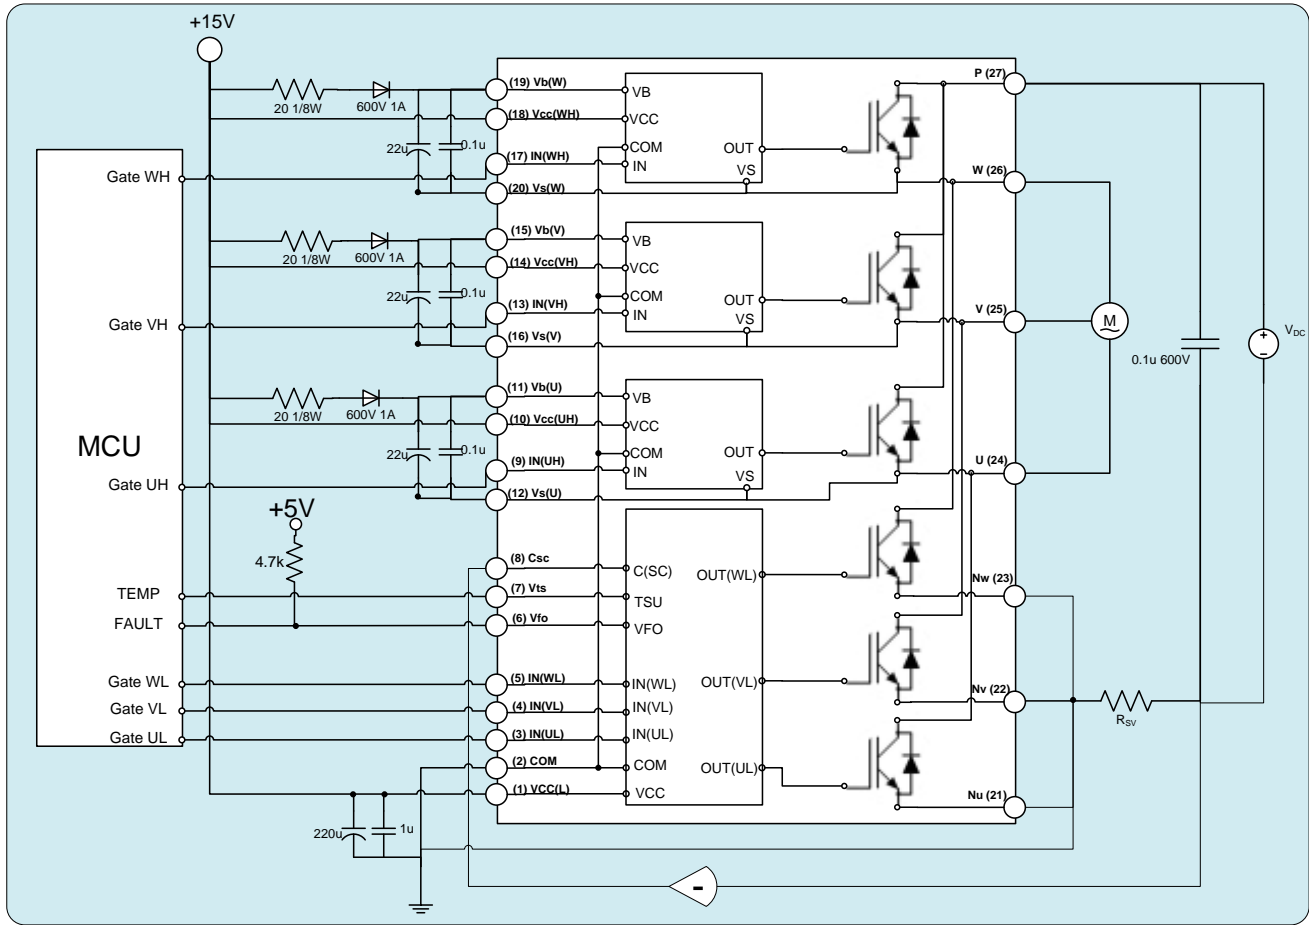 +15V
20 1/8W
600V 1A
22u
0.1u
(19) Vb(W)
(18) Vcc(WH)
(17) IN(WH)
(20) Vs(W)
VB
VCC
COM
IN
OUT
VS
P (27)
W (26)
Gate WH
20 1/8W
600V 1A
22u
0.1u
(15) Vb(V)
(14) Vcc(VH)
(13) IN(VH)
(16) Vs(V)
VB
VCC
COM
IN
OUT
VS
V (25)
M
0.1u 600V
VDC
+
-
Gate VH
20 1/8W
600V 1A
22u
0.1u
(11) Vb(U)
(10) Vcc(UH)
(9) IN(UH)
(12) Vs(U)
VB
VCC
COM
IN
OUT
VS
U (24)
MCU
Gate UH
+5V
4.7k
TEMP
FAULT
Gate WL
Gate VL
Gate UL
(8) Csc
(7) Vts
(6) Vfo
(5) IN(WL)
(4) IN(VL)
(3) IN(UL)
(2) COM
(1) VCC(L)
C(SC)
TSU
VFO
IN(WL)
IN(VL)
IN(UL)
COM
VCC
OUT(WL)
OUT(VL)
OUT(UL)
Nw (23)
Nv (22)
Nu (21)
RSV
220u
1u
-